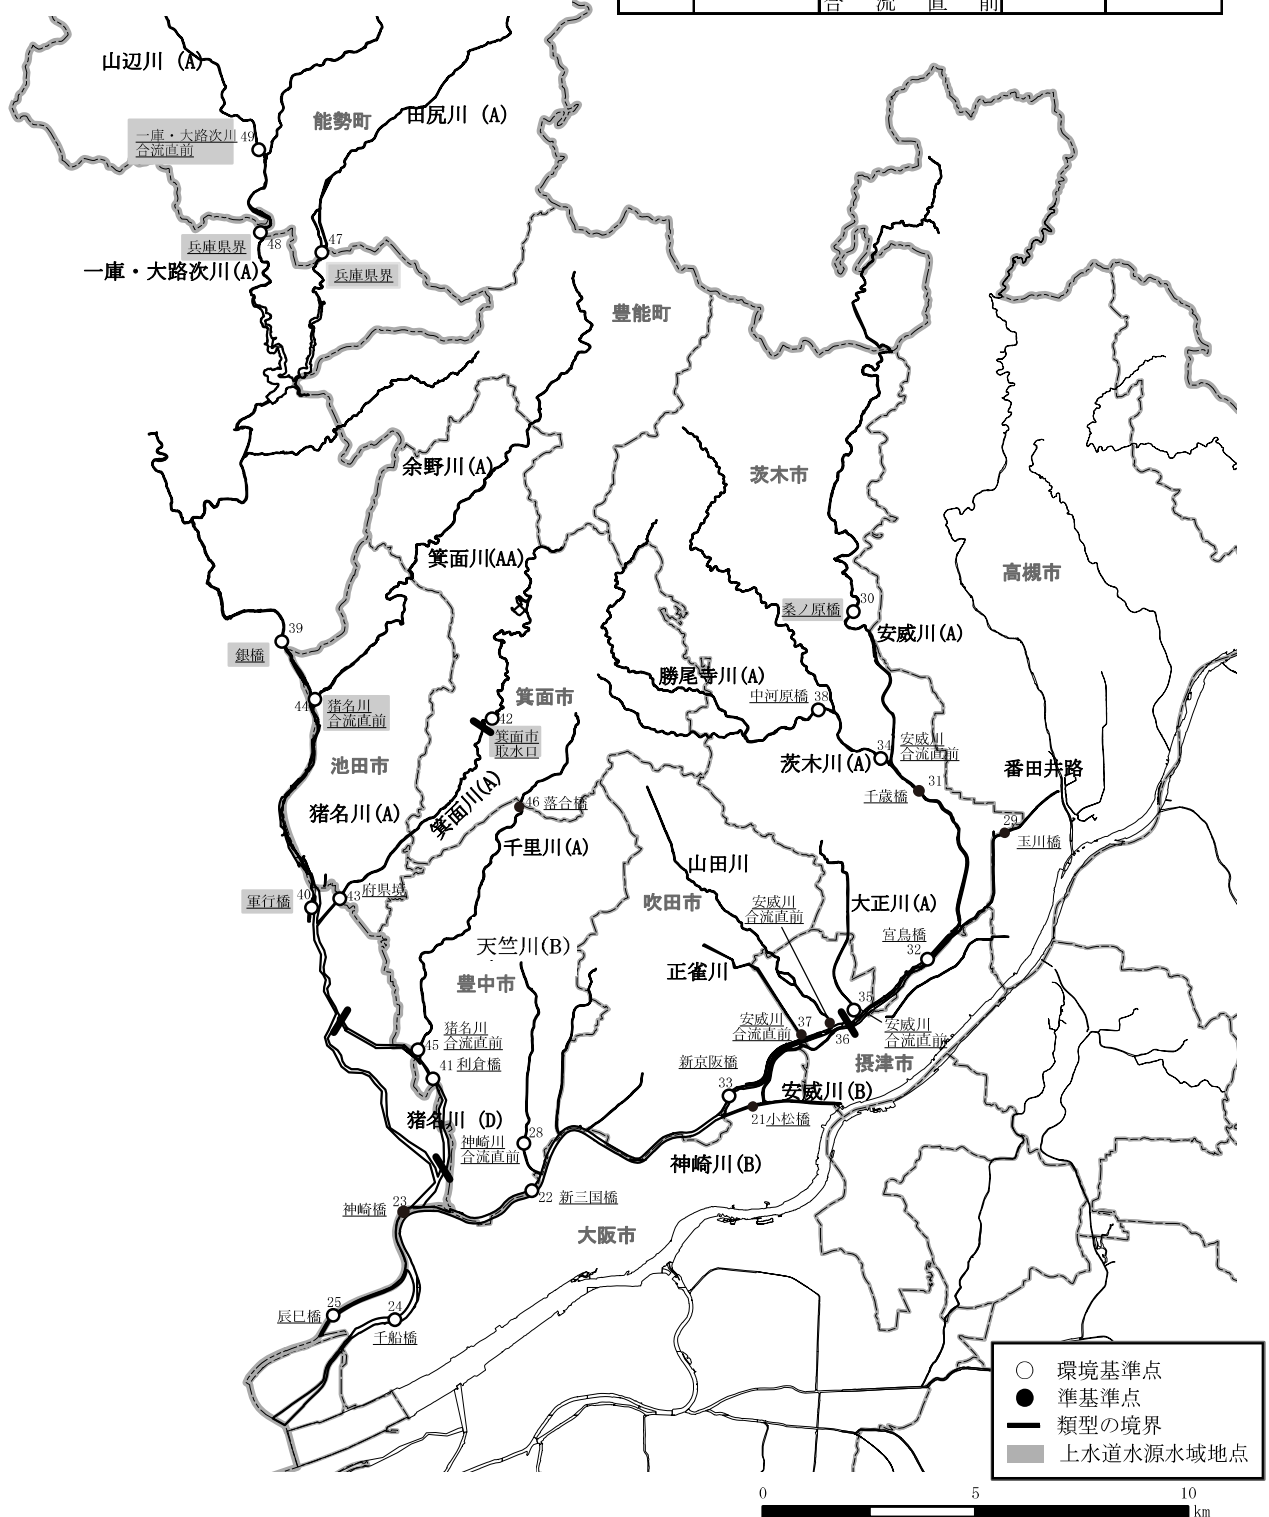 合流直前
山辺川 (A)
能勢町
田尻川 (A)
一庫・大路次川
合流直前
49
兵庫県界
48
47
兵庫県界
一庫・大路次川(A)
豊能町
余野川(A)
茨木市
箕面川(AA)
高槻市
桑ノ原橋
30
安威川(A)
39
銀橋
44
猪名川
合流直前
勝尾寺川(A)
中河原橋
38
箕面市
42
箕面市
取水口
池田市
34
安威川
合流直前
茨木川(A)
番田井路
31
千歳橋
猪名川(A)
箕面川(A)
46
落合橋
29
玉川橋
千里川(A)
山田川
軍行橋
40
43
府県境
吹田市
安威川
合流直前
大正川(A)
天竺川(B)
宮鳥橋
32
豊中市
正雀川
35
安威川
合流直前
37
安威川
合流直前
36
猪名川
合流直前
45
41
利倉橋
新京阪橋
33
摂津市
安威川(B)
21
小松橋
猪名川 (D)
神崎川
合流直前
28
神崎川(B)
神崎橋
23
22
新三国橋
大阪市
辰巳橋
25
24
千船橋
環境基準点
準基準点
類型の境界
上水道水源水域地点
0
5
10
km